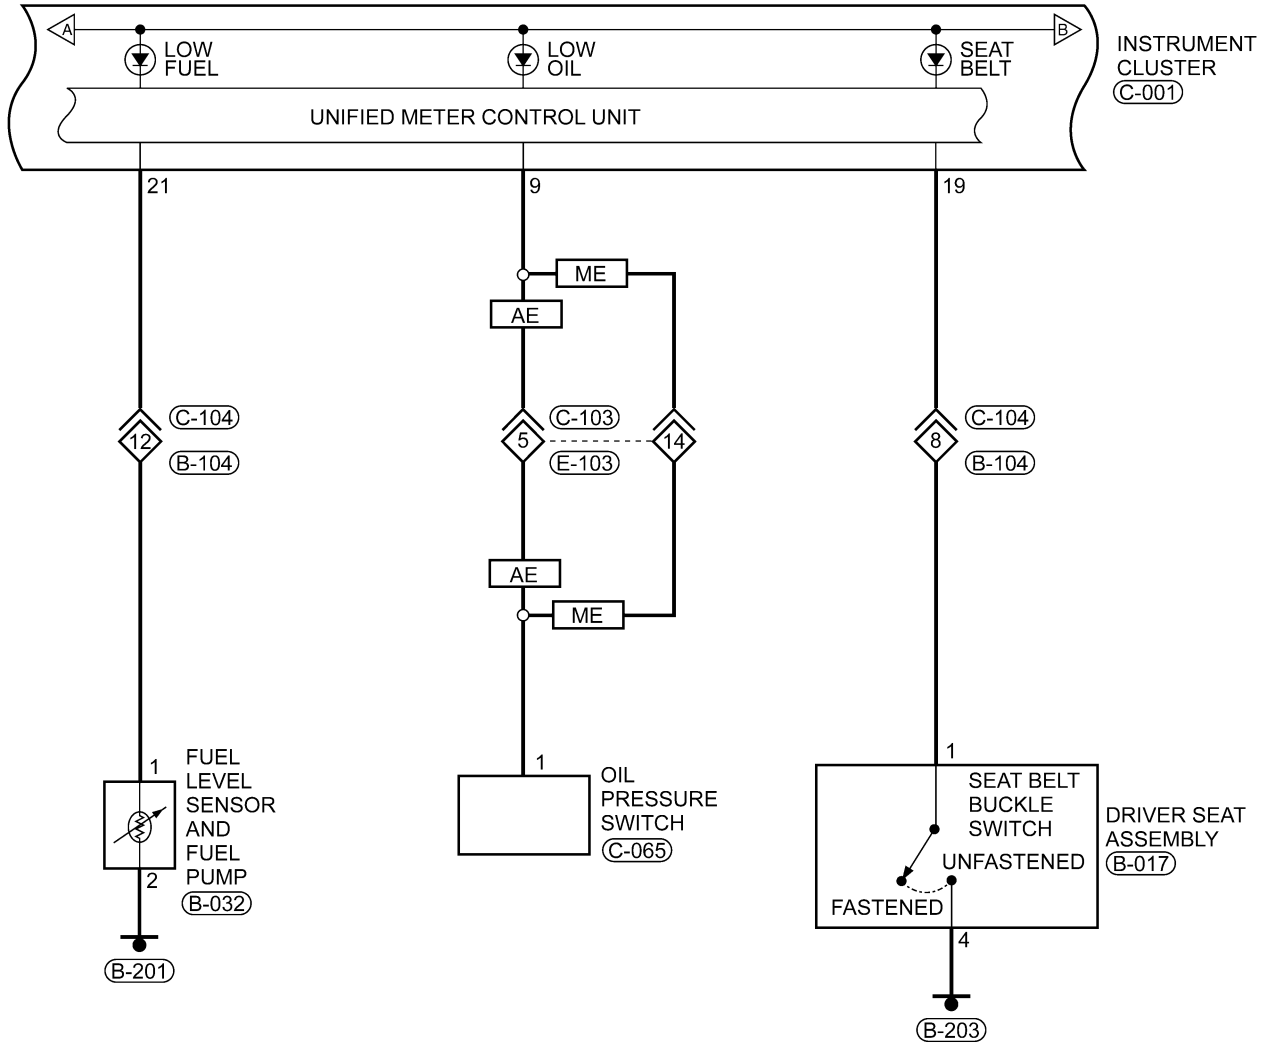 A
B
LOW
FUEL
LOW
OIL
SEAT
BELT
INSTRUMENT
CLUSTER
C-001
UNIFIED METER CONTROL UNIT
21
9
19
ME
AE
C-104
12
B-104
C-103
5
14
E-103
C-104
8
B-104
AE
ME
1
FUEL
LEVEL
SENSOR
AND
FUEL
PUMP
B-032
2
B-201
1
OIL
PRESSURE
SWITCH
C-065
1
SEAT BELT
BUCKLE
SWITCH
UNFASTENED
FASTENED
DRIVER SEAT
ASSEMBLY
B-017
4
B-203